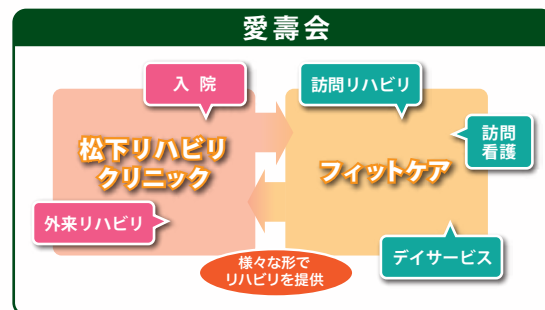 愛壽会
入院
訪問リハビリ
松下リハビリ
クリニック
フィットケア
訪問
看護
外来リハビリ
デイサービス
様々な形で
リハビリを提供